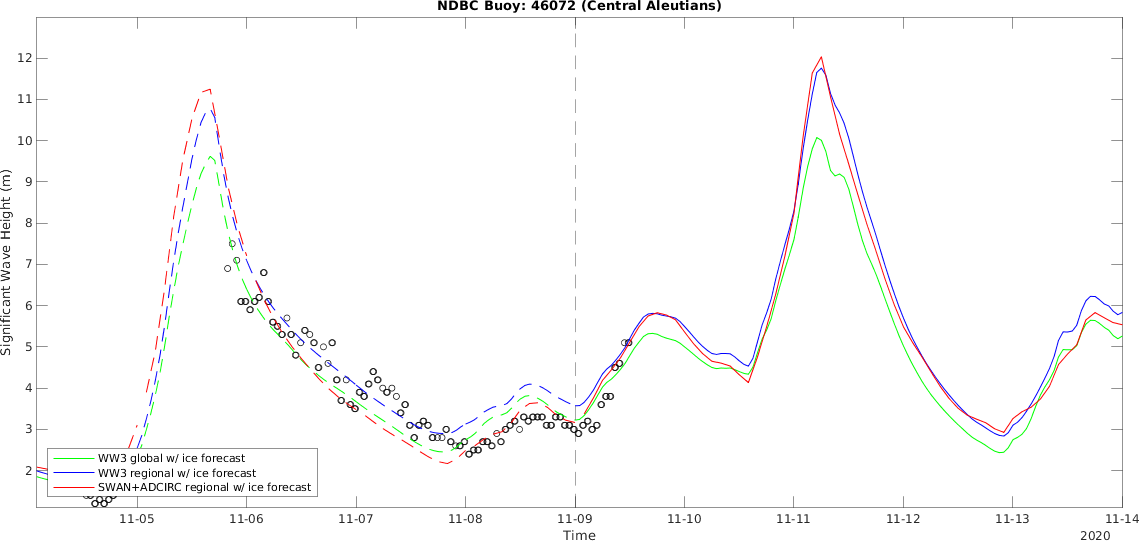 NDBC Buoy: 46072 (Central Aleutians)
Significant Wave Height (m)
12
11
10
9
8
7
6
5
4
3
2
WW3 global w/ ice forecast
WW3 regional w/ ice forecast
SWAN+ADCIRC regional w/ ice forecast
11-05 11-06 11-07 11-08 11-09 11-10 11-11 11-12 11-13 11-14
Time
2020